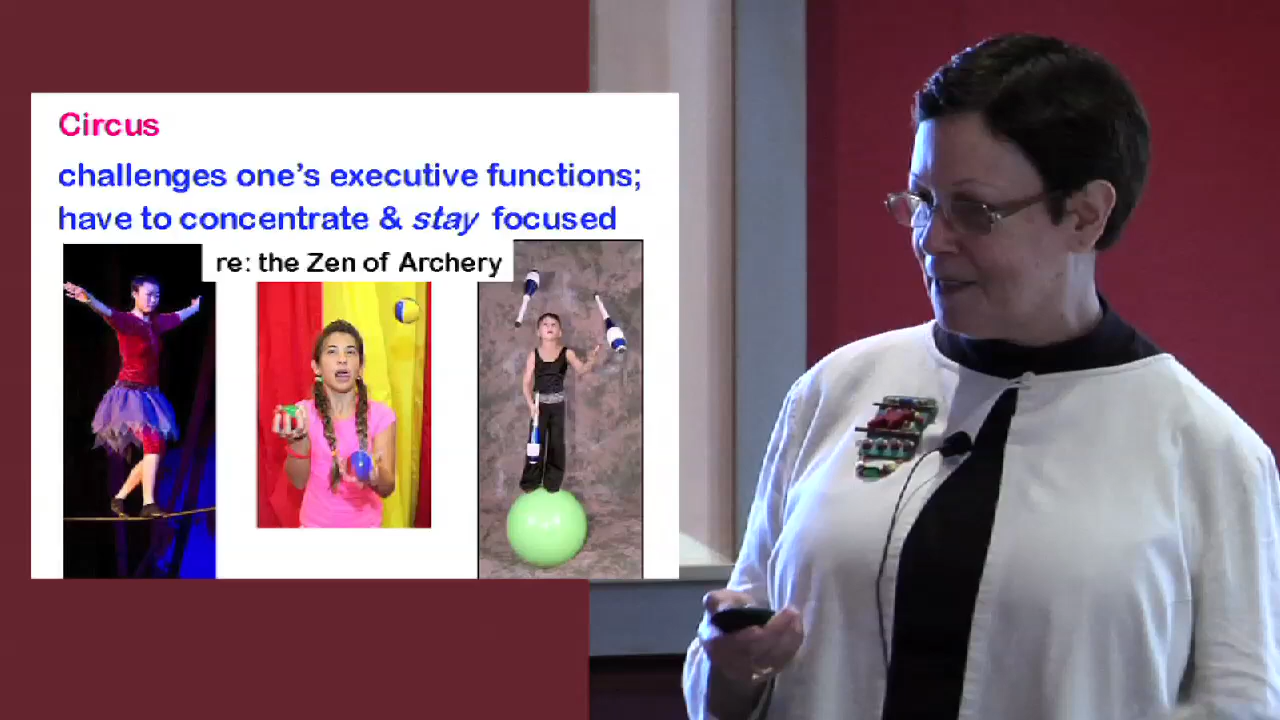 Circus
challenges one's executive functions;
have to concentrate & stay focused
re: the Zen of Archery